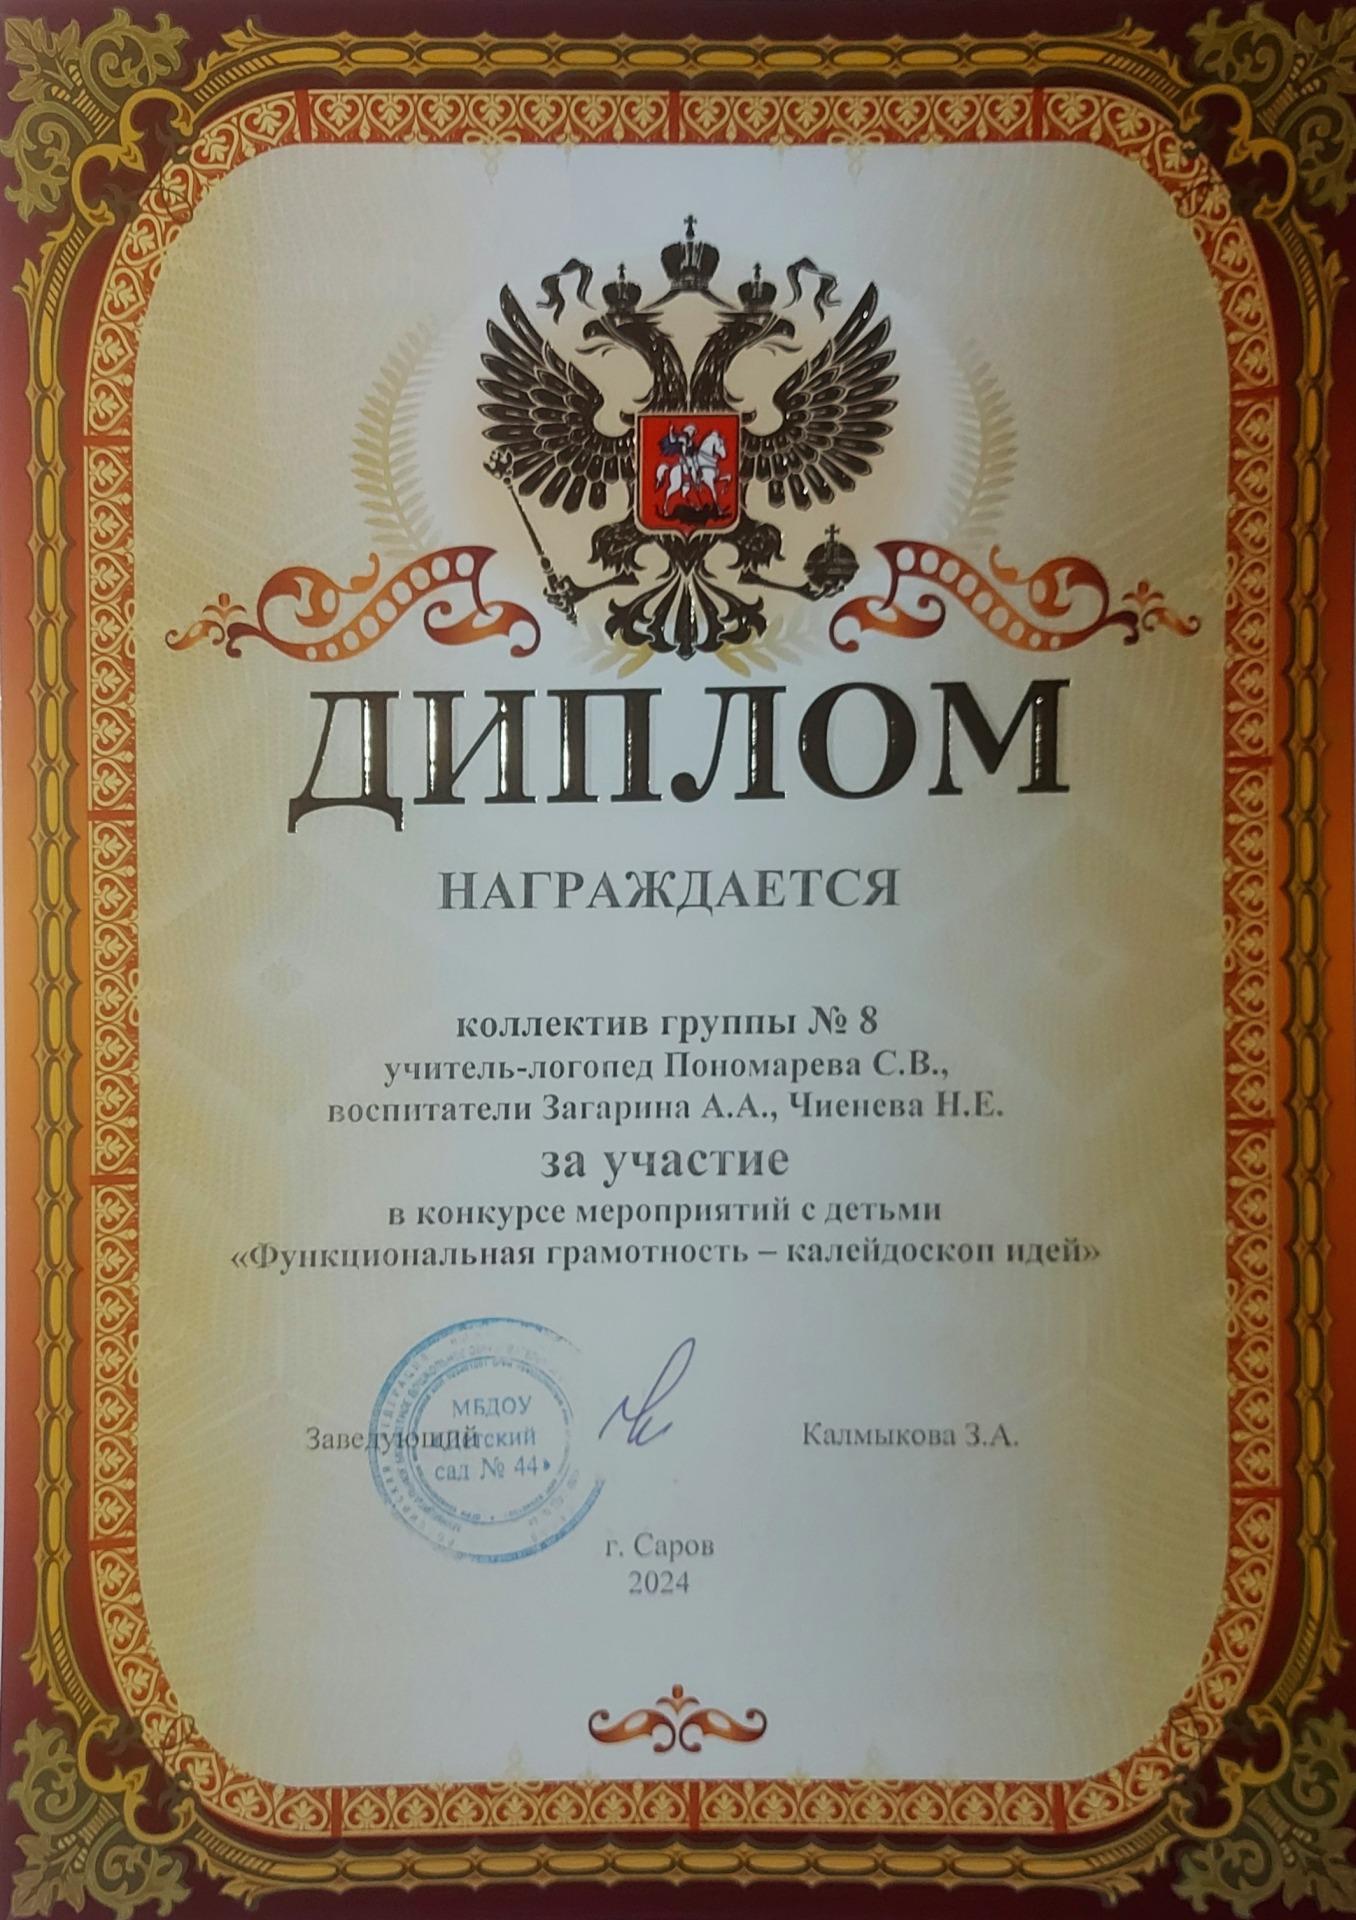 ДИПЛОМ
НАГРАЖДАЕТСЯ
коллектив группы № 8
учитель-логопед Пономарева С.В.,
воспитатели Загарина А.А., Чиенева Н.Е.
за участие
в конкурсе мероприятий с детьми
«Функциональная грамотность – калейдоскоп идей»
МБДОУ
Заведующий
Детский
Калмыкова З.А.
сад № 44»
г. Саров
2024